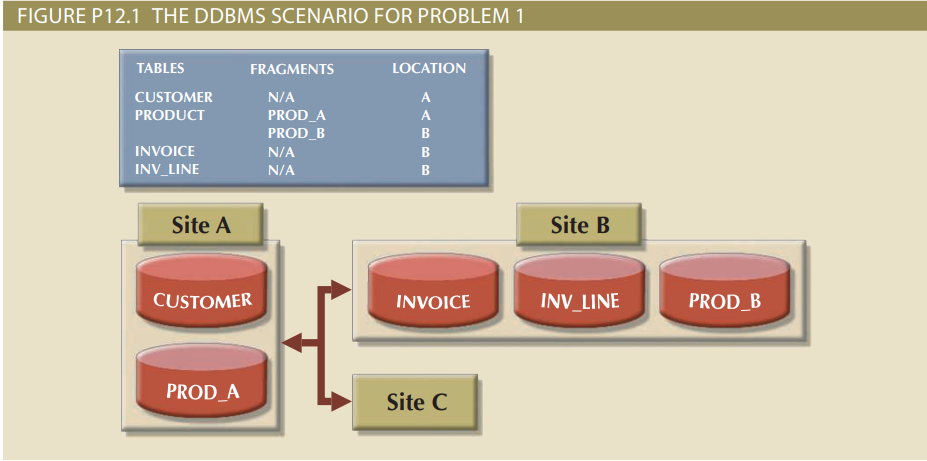 FIGURE P12.1 THE DDBMS SCENARIO FOR PROBLEM 1
TABLES FRAGMENTS LOCATION
CUSTOMER N/A A
PRODUCT PROD_A A
PROD_B B
INVOICE N/A B
INV_LINE N/A B
Site A
Site B
CUSTOMER
INVOICE INV_LINE PROD_B
PROD_A
Site C